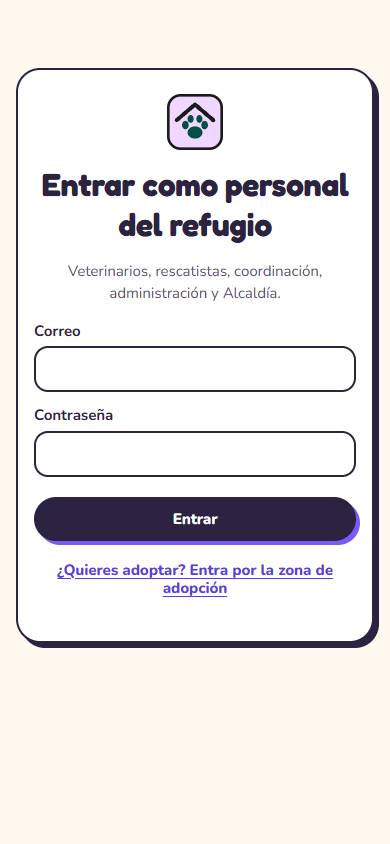 Entrar como personal
del refugio
Veterinarios, rescatistas, coordinación,
administración y Alcaldía.
Correo
Contraseña
Entrar
¿Quieres adoptar? Entra por la zona de
adopción